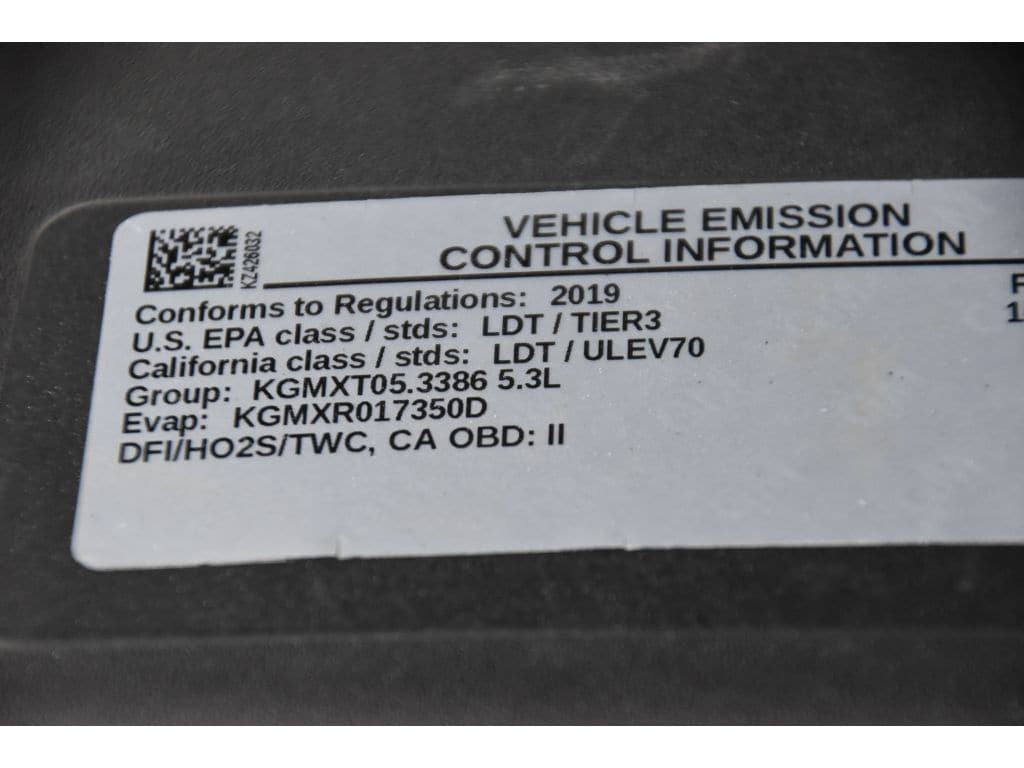 VEHICLE EMISSION
CONTROL INFORMATION
KZ426032
Conforms to Regulations: 2019
U.S. EPA class / stds: LDT / TIER3
California class / stds: LDT / ULEV70
Group: KGMXT05.3386 5.3L
Evap: KGMXR017350D
DFI/HO2S/TWC, CA OBD: II